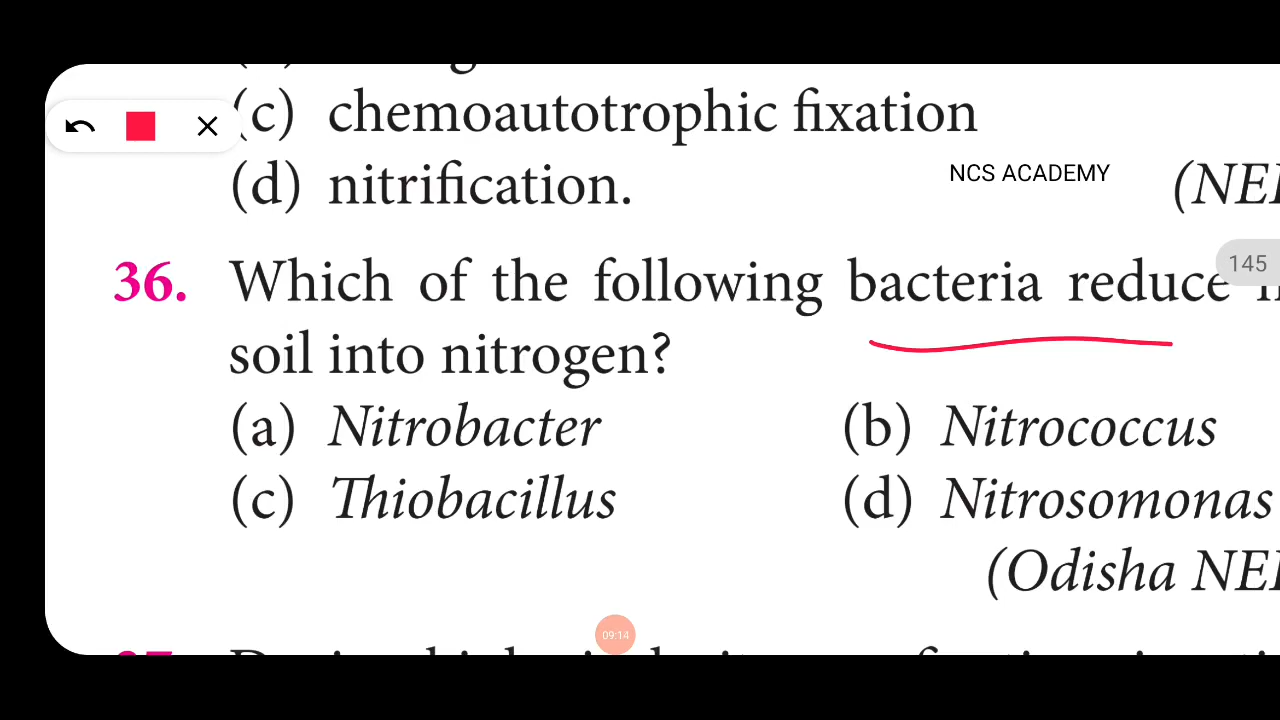 (c) chemoautotrophic fixation
(d) nitrification.
NCS ACADEMY
36. Which of the following bacteria reduce
145
soil into nitrogen?
(a) Nitrobacter (b) Nitrococcus
(c) Thiobacillus (d) Nitrosomonas
(Odisha
09:14